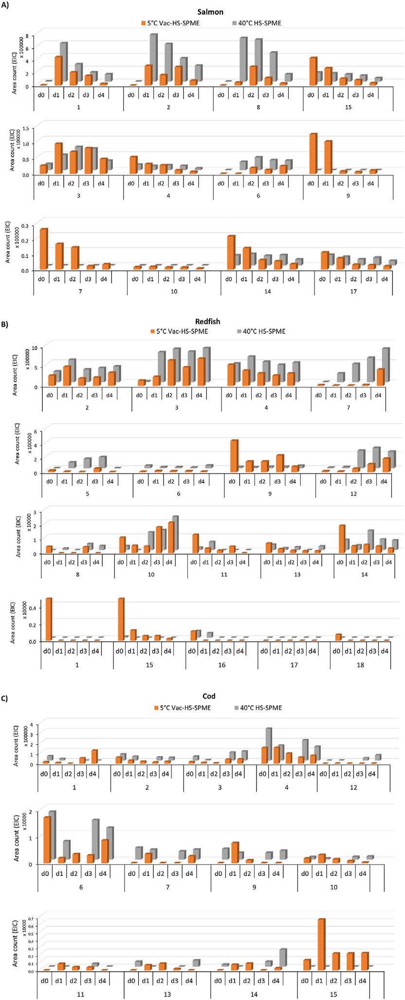 A)
Salmon
5°C Vac-HS-SPME 40°C HS-SPME
Area count (EIC)
x 100000
8
6
4
2
0
d0 d1 d2 d3 d4 d0 d1 d2 d3 d4 d0 d1 d2 d3 d4 d0 d1 d2 d3 d4
1 2 8 15
Area count (EIC)
x 100000
1.5
1.0
0.5
0.0
d0 d1 d2 d3 d4 d0 d1 d2 d3 d4 d0 d1 d2 d3 d4 d0 d1 d2 d3 d4
3 4 6 9
Area count (EIC)
x 100000
0.3
0.2
0.1
0.0
d0 d1 d2 d3 d4 d0 d1 d2 d3 d4 d0 d1 d2 d3 d4 d0 d1 d2 d3 d4
7 10 14 17
B)
Redfish
5°C Vac-HS-SPME 40°C HS-SPME
Area count (EIC)
x 100000
10
5
0
d0 d1 d2 d3 d4 d0 d1 d2 d3 d4 d0 d1 d2 d3 d4 d0 d1 d2 d3 d4
2 3 4 7
Area count (EIC)
x 100000
6
4
2
0
d0 d1 d2 d3 d4 d0 d1 d2 d3 d4 d0 d1 d2 d3 d4 d0 d1 d2 d3 d4
5 6 9 12
Area count (EIC)
x 10000
3
2
1
0
d0 d1 d2 d3 d4 d0 d1 d2 d3 d4 d0 d1 d2 d3 d4 d0 d1 d2 d3 d4 d0 d1 d2 d3 d4
8 10 11 13 14
Area count (EIC)
x 10000
0.4
0.2
0.0
d0 d1 d2 d3 d4 d0 d1 d2 d3 d4 d0 d1 d2 d3 d4 d0 d1 d2 d3 d4 d0 d1 d2 d3 d4
1 15 16 17 18
C)
Cod
5°C Vac-HS-SPME 40°C HS-SPME
Area count (EIC)
x 100000
4
3
2
1
0
d0 d1 d2 d3 d4 d0 d1 d2 d3 d4 d0 d1 d2 d3 d4 d0 d1 d2 d3 d4 d0 d1 d2 d3 d4
1 2 3 4 12
Area count (EIC)
x 10000
2
1
0
d0 d1 d2 d3 d4 d0 d1 d2 d3 d4 d0 d1 d2 d3 d4 d0 d1 d2 d3 d4
6 7 9 10
Area count (EIC)
x 10000
0.7
0.6
0.5
0.4
0.3
0.2
0.1
0.0
d0 d1 d2 d3 d4 d0 d1 d2 d3 d4 d0 d1 d2 d3 d4 d0 d1 d2 d3 d4
11 13 14 15